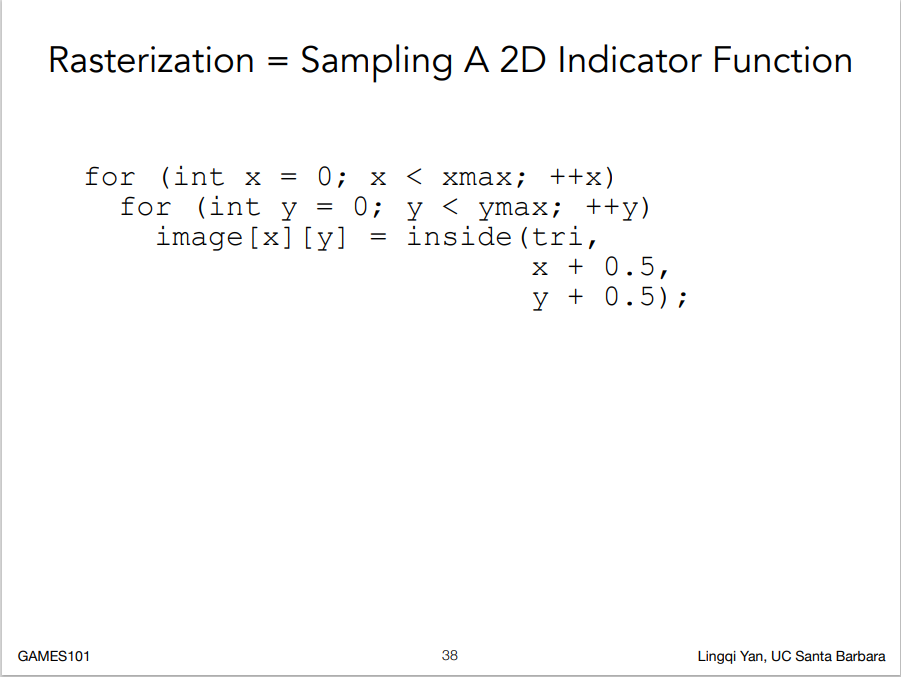 Rasterization = Sampling A 2D Indicator Function
for (int x = 0; x < xmax; ++x)
for (int y = 0; y < ymax; ++y)
image[x][y] = inside(tri,
x + 0.5,
y + 0.5);
GAMES101
38
Lingqi Yan, UC Santa Barbara